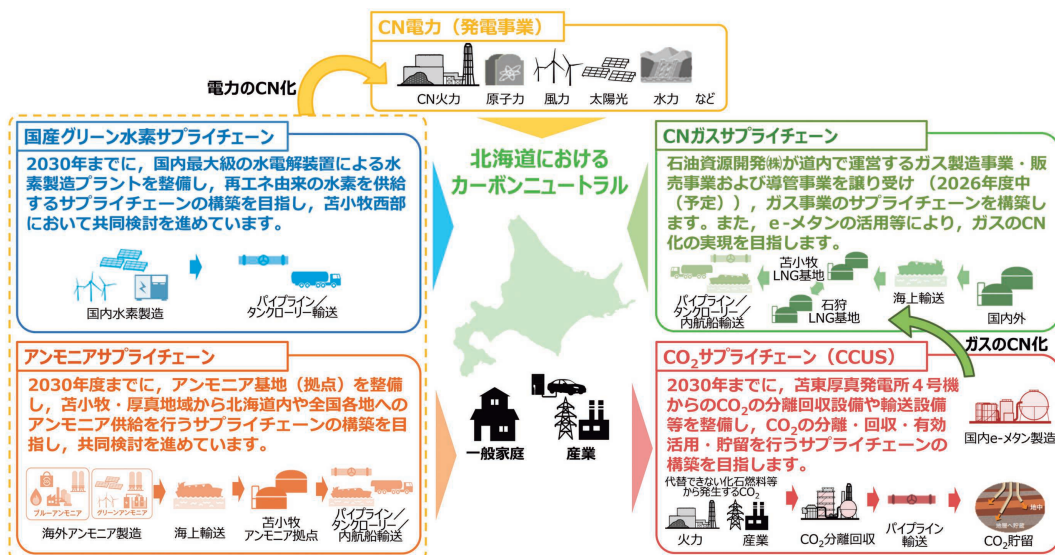 CN電力（発電事業）
CN火力
原子力
風力
太陽光
水力
など
電力のCN化
国産グリーン水素サプライチェーン
2030年までに，国内最大級の水電解装置による水
素製造プラントを整備し，再エネ由来の水素を供給
するサプライチェーンの構築を目指し，苫小牧西部
において共同検討を進めています。
国内水素製造
パイプライン／
タンクローリー輸送
北海道における
カーボンニュートラル
CNガスサプライチェーン
石油資源開発㈱が道内で運営するガス製造事業・販
売事業および導管事業を譲り受け （2026年度中
（予定）），ガス事業のサプライチェーンを構築し
ます。また，e-メタンの活用等により，ガスのCN
化の実現を目指します。
パイプライン／
タンクローリー／
内航船輸送
苫小牧
LNG基地
石狩
LNG基地
海上輸送
国内外
ガスのCN化
アンモニアサプライチェーン
2030年度までに，アンモニア基地（拠点）を整備
し，苫小牧・厚真地域から北海道内や全国各地への
アンモニア供給を行うサプライチェーンの構築を目
指し，共同検討を進めています。
ブルーアンモニア
グリーンアンモニア
海外アンモニア製造
海上輸送
苫小牧
アンモニア拠点
パイプライン／
タンクローリー／
内航船輸送
一般家庭
産業
CO₂サプライチェーン（CCUS）
2030年までに，苫東厚真発電所４号機
からのCO₂の分離回収設備や輸送設備
等を整備し，CO₂の分離・回収・有効
活用・貯留を行うサプライチェーンの
構築を目指します。
国内e-メタン製造
代替できない化石燃料等
から発生するCO₂
火力
産業
CO₂分離回収
パイプライン
輸送
地中
地層へ貯蔵
CO₂貯留